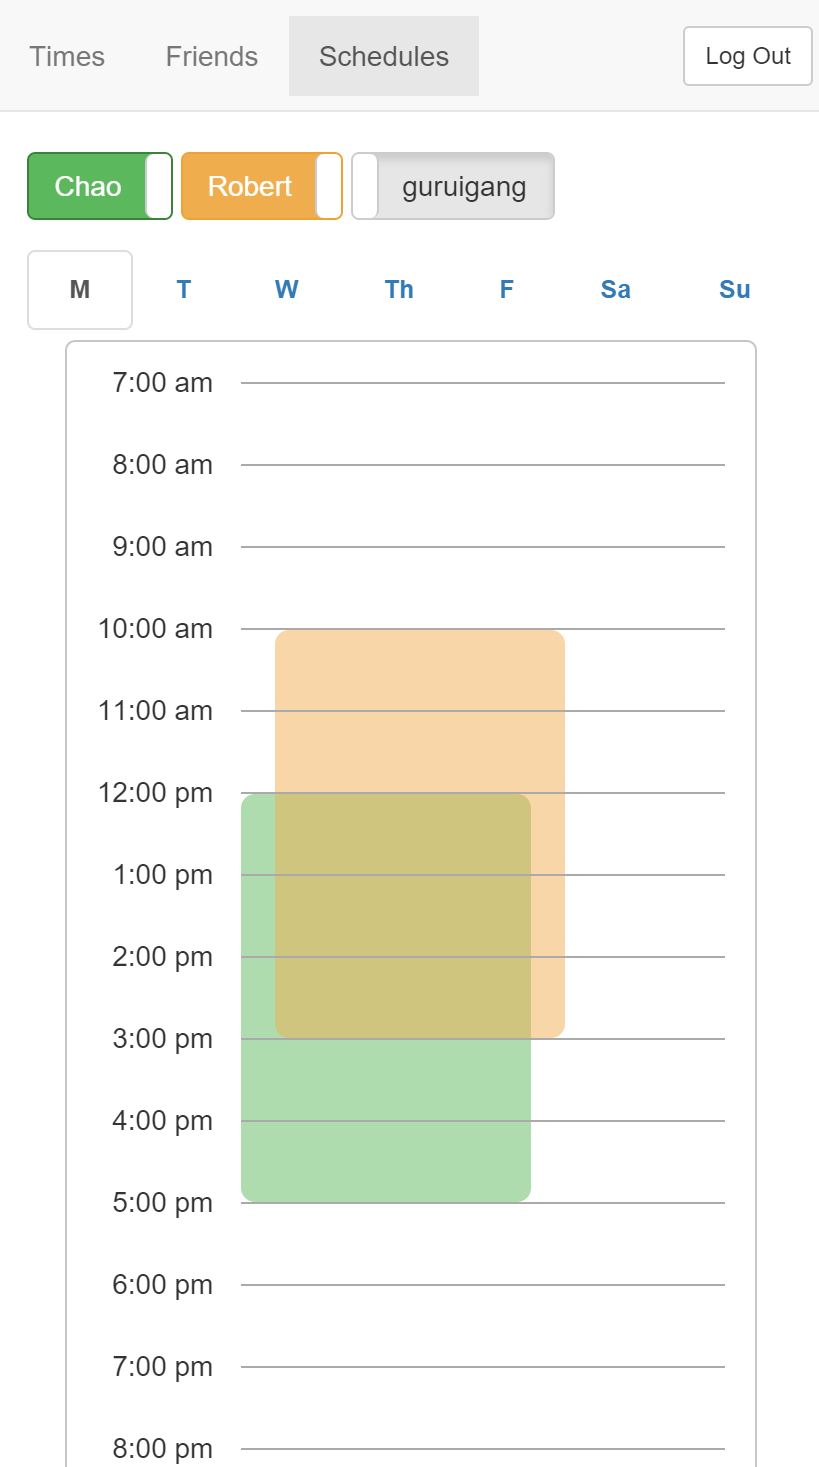 Times Friends Schedules Log Out
Chao Robert guruigang
M T W Th F Sa Su
7:00 am
8:00 am
9:00 am
10:00 am
11:00 am
12:00 pm
1:00 pm
2:00 pm
3:00 pm
4:00 pm
5:00 pm
6:00 pm
7:00 pm
8:00 pm